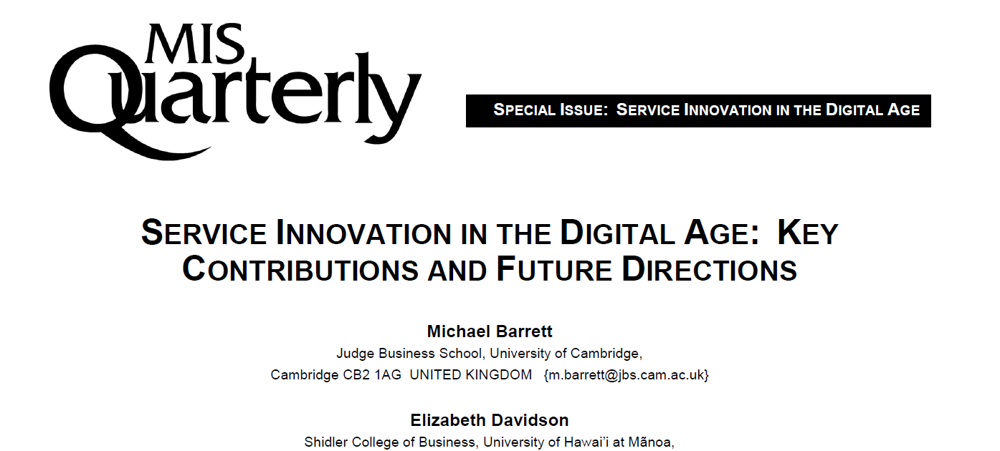 MIS
Quarterly
SPECIAL ISSUE: SERVICE INNOVATION IN THE DIGITAL AGE
SERVICE INNOVATION IN THE DIGITAL AGE: KEY
CONTRIBUTIONS AND FUTURE DIRECTIONS
Michael Barrett
Judge Business School, University of Cambridge,
Cambridge CB2 1AG UNITED KINGDOM {m.barrett@jbs.cam.ac.uk}
Elizabeth Davidson
Shidler College of Business, University of Hawai’i at Mãnoa,